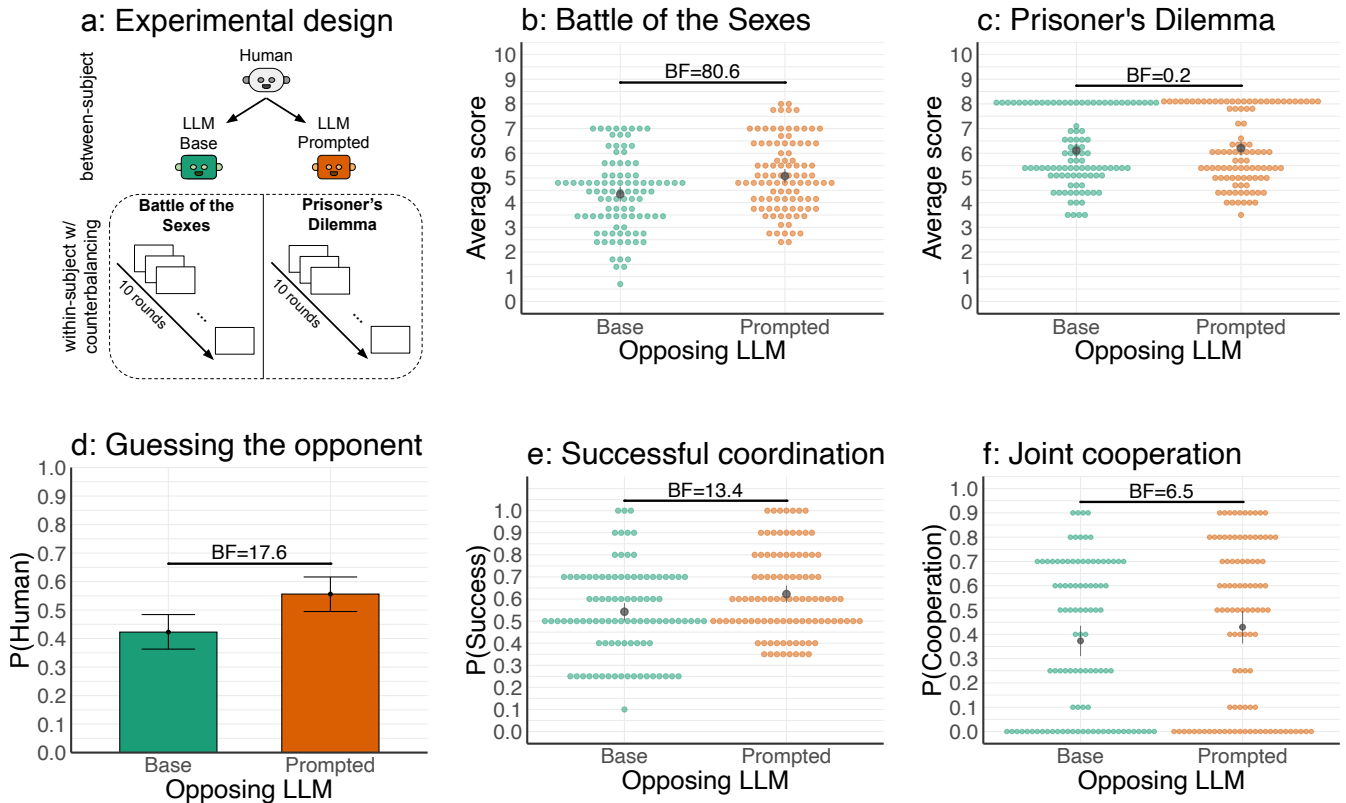 a: Experimental design
between-subject
Human
LLM
Base
LLM
Prompted
within-subject w/
counterbalancing
Battle of the
Sexes
10 rounds
...
Prisoner's
Dilemma
10 rounds
...
b: Battle of the Sexes
Average score
10
9
8
7
6
5
4
3
2
1
0
BF=80.6
Base
Prompted
Opposing LLM
c: Prisoner's Dilemma
Average score
10
9
8
7
6
5
4
3
2
1
0
BF=0.2
Base
Prompted
Opposing LLM
d: Guessing the opponent
P(Human)
1.0
0.9
0.8
0.7
0.6
0.5
0.4
0.3
0.2
0.1
0.0
BF=17.6
Base
Prompted
Opposing LLM
e: Successful coordination
P(Success)
1.0
0.9
0.8
0.7
0.6
0.5
0.4
0.3
0.2
0.1
0.0
BF=13.4
Base
Prompted
Opposing LLM
f: Joint cooperation
P(Cooperation)
1.0
0.9
0.8
0.7
0.6
0.5
0.4
0.3
0.2
0.1
0.0
BF=6.5
Base
Prompted
Opposing LLM